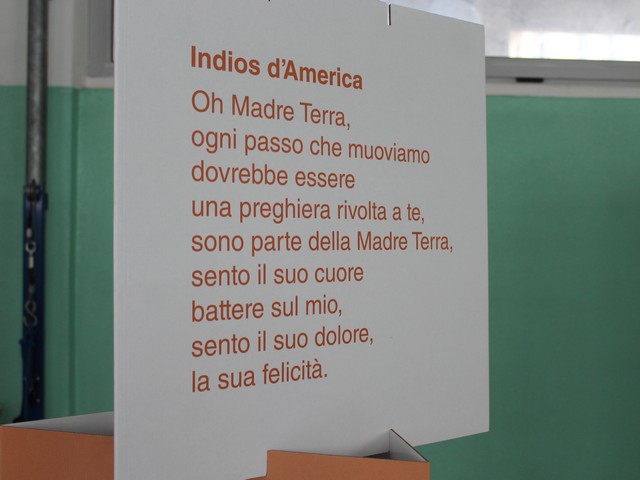 Indios d'America
Oh Madre Terra,
ogni passo che muoviamo
dovrebbe essere
una preghiera rivolta a te,
sono parte della Madre Terra,
sento il suo cuore
battere sul mio,
sento il suo dolore,
la sua felicità.